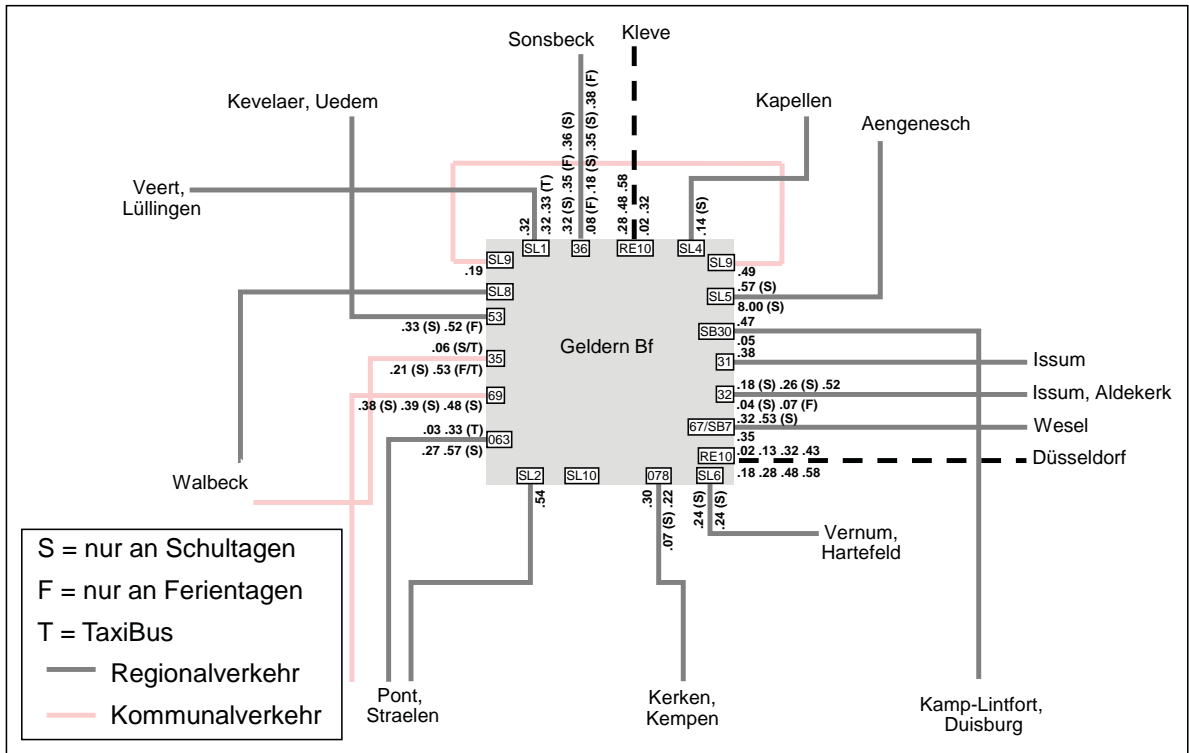 Sonsbeck
Kleve
Kevelaer, Uedem
Kapellen
Aengenesch
Veert,
Lüllingen
.32
.32 .33 (T)
.32 (S) .35 (F) .36 (S)
.08 (F) .18 (S) .35 (S) .38 (F)
.28 .48 .58
.02 .32
.14 (S)
SL1
36
RE10
SL4
SL9
.19
SL9
.49
SL8
.57 (S)
SL5
8.00 (S)
53
.33 (S) .52 (F)
.47
SB30
.05
Geldern Bf
.06 (S/T)
35
.21 (S) .53 (F/T)
.38
31
Issum
69
.38 (S) .39 (S) .48 (S)
.18 (S) .26 (S) .52
32
.04 (S) .07 (F)
Issum, Aldekerk
.32 .53 (S)
67/SB7
.35
Wesel
.03 .33 (T)
063
.27 .57 (S)
.02 .13 .32 .43
RE10
.18 .28 .48 .58
Düsseldorf
SL2
SL10
078
SL6
.54
.30
.07 (S) .22
.24 (S)
.24 (S)
Walbeck
Vernum,
Hartefeld
S = nur an Schultagen
F = nur an Ferientagen
T = TaxiBus
Regionalverkehr
Kommunalverkehr
Pont,
Straelen
Kerken,
Kempen
Kamp-Lintfort,
Duisburg